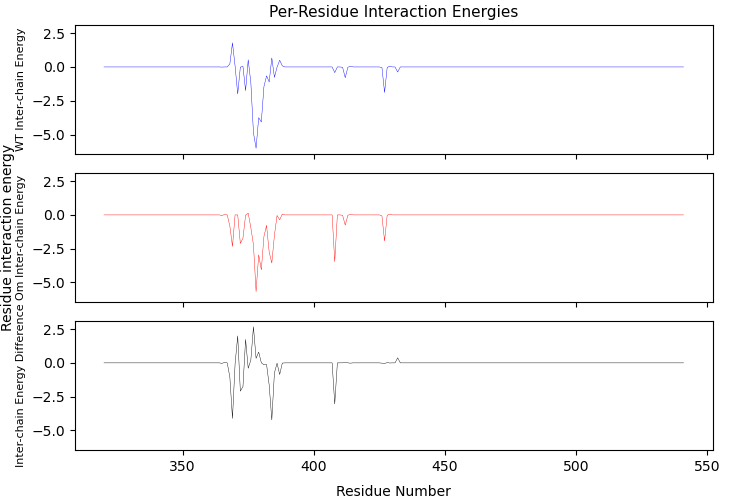 Per-Residue Interaction Energies
Residue interaction energy
WT Inter-chain Energy
2.5
0.0
−2.5
−5.0
Om Inter-chain Energy
2.5
0.0
−2.5
−5.0
Inter-chain Energy Difference
2.5
0.0
−2.5
−5.0
350 400 450 500 550
Residue Number